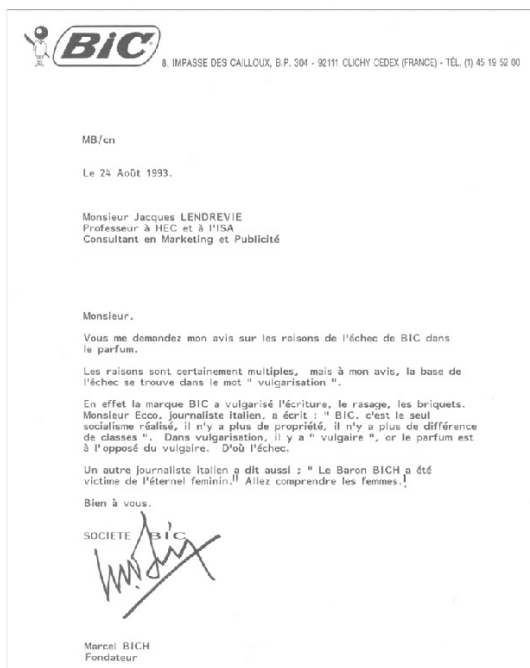 BiC
8, IMPASSE DES CAILLOUX, B.P. 304 - 92111 CLICHY CEDEX (FRANCE) - TÉL. (1) 45 19 52 00
MB/cn
Le 24 Août 1993.
Monsieur Jacques LENDREVIE
Professeur à HEC et à l'ISA
Consultant en Marketing et Publicité
Monsieur.
Vous me demandez mon avis sur les raisons de l'échec de BIC dans
le parfum.
Les raisons sont certainement multiples, mais à mon avis, la base de
l'échec se trouve dans le mot " vulgarisation ".
En effet la marque BIC a vulgarisé l'écriture, le rasage, les briquets.
Monsieur Ecco, journaliste italien, a écrit : " BIC, c'est le seul
socialisme réalisé, il n'y a plus de propriété, il n'y a plus de différence
de classes ". Dans vulgarisation, il y a " vulgaire ", or le parfum est
à l'opposé du vulgaire. D'où l'échec.
Un autre journaliste italien a dit aussi : " Le Baron BICH a été
victime de l'éternel feminin." Allez comprendre les femmes.!
Bien à vous.
SOCIETE BIC
Marcel BICH
Fondateur